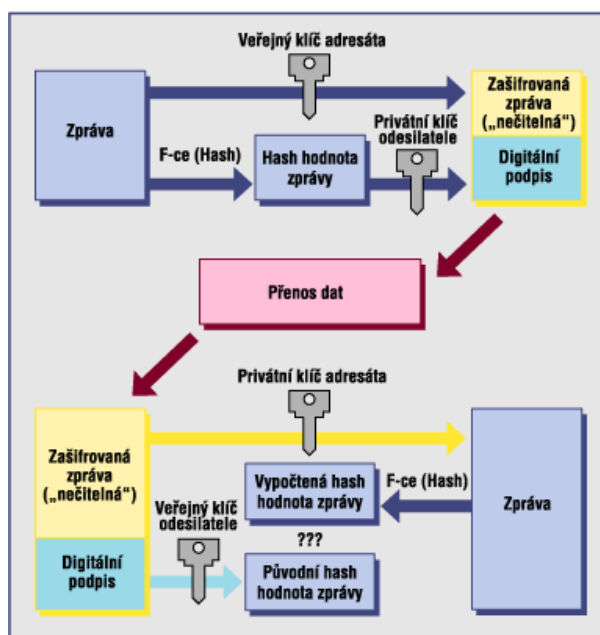 Veřejný klíč adresáta
Zpráva
Zašifrovaná
zpráva
(„nečitelná“)
F-ce (Hash)
Hash hodnota
zprávy
Privátní klíč
odesilatele
Digitální
podpis
Přenos dat
Privátní klíč adresáta
Zašifrovaná
zpráva
(„nečitelná“)
Vypočtená hash
hodnota zprávy
F-ce (Hash)
Zpráva
Veřejný klíč
odesilatele
???
Digitální
podpis
Původní hash
hodnota zprávy